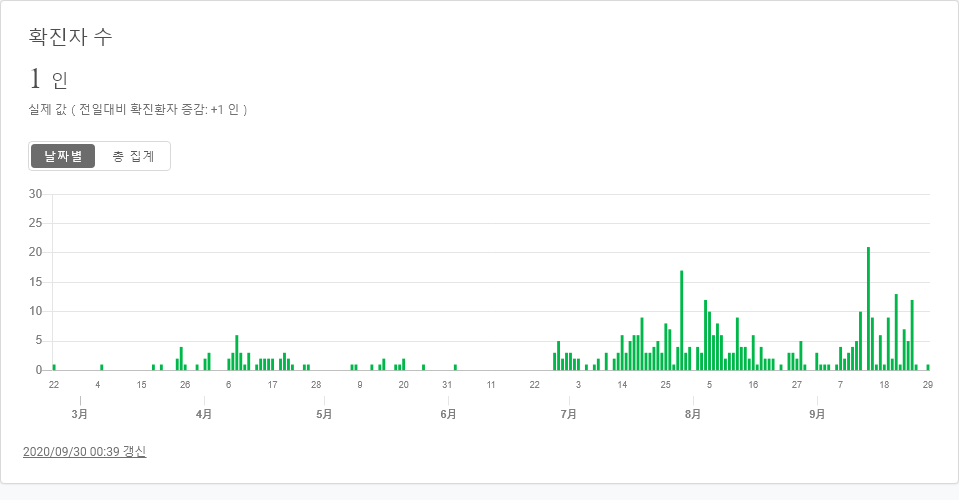 확진자 수
1 인
실제 값 ( 전일대비 확진환자 증감: +1 인 )
날짜별 총 집계
30
25
20
15
10
5
0
22 4 15 26 6 17 28 9 20 31 11 22 3 14 25 5 16 27 7 18 29
3月 4月 5月 6月 7月 8月 9月
2020/09/30 00:39 갱신